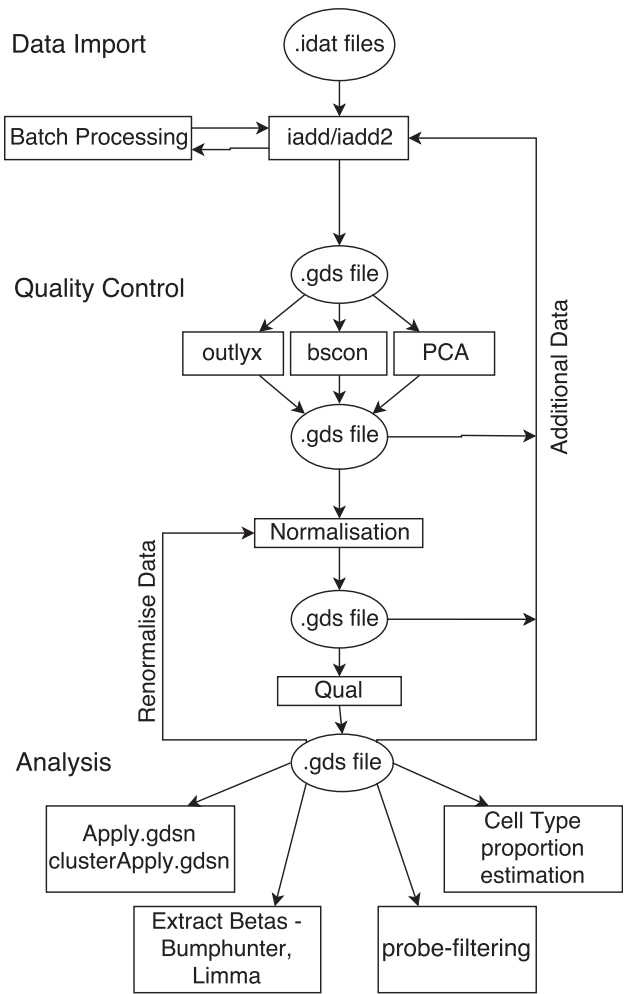 Data Import
.idat files
Batch Processing
iadd/iadd2
.gds file
Quality Control
outlyx
bscon
PCA
Additional Data
.gds file
Normalisation
Renormalise Data
.gds file
Qual
Analysis
.gds file
Apply.gdsn
clusterApply.gdsn
Cell Type
proportion
estimation
Extract Betas -
Bumphunter,
Limma
probe-filtering